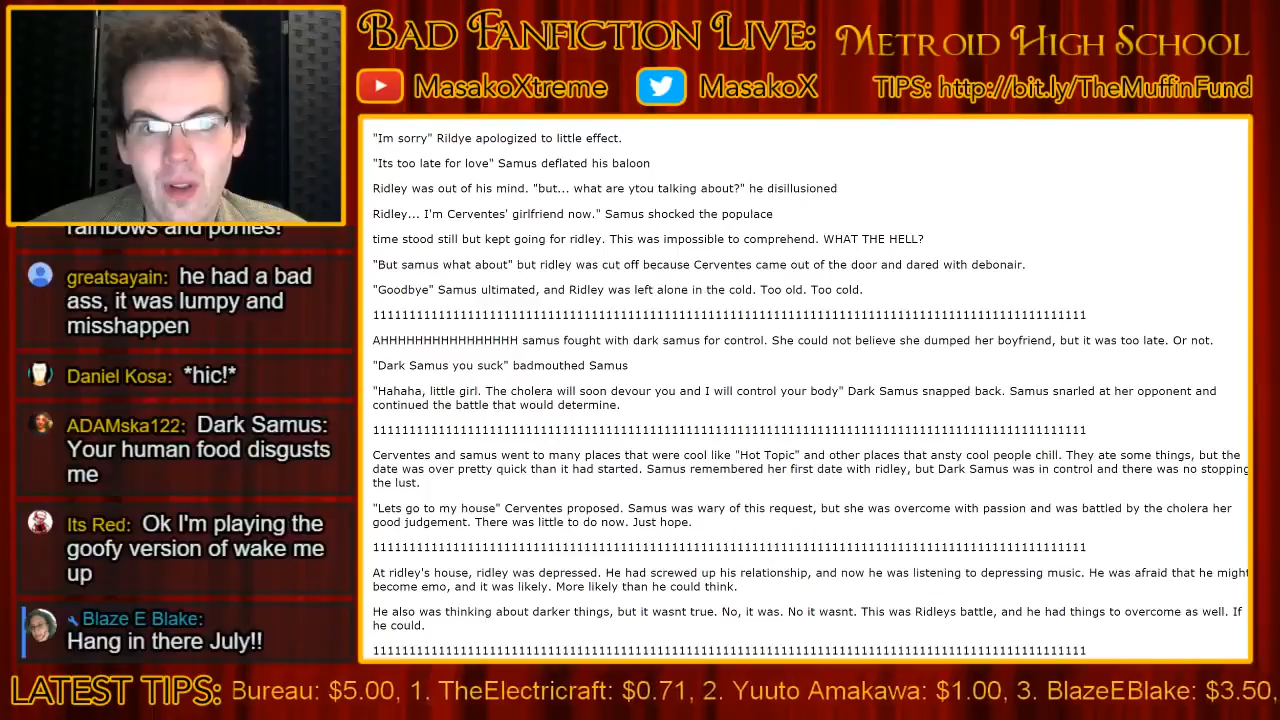 BAD FANFICTION LIVE:
METROID HIGH SCHOOL
MasakoXtreme
MasakoX
TIPS: http://bit.ly/TheMuffinFund
rainbows and ponies!
greatsayain: he had a bad
ass, it was lumpy and
misshappen
Daniel Kosa: *hic!*
ADAMska122: Dark Samus:
Your human food disgusts
me
Its Red: Ok I'm playing the
goofy version of wake me
up
Blaze E Blake:
Hang in there July!!
"Im sorry" Rildye apologized to little effect.
"Its too late for love" Samus deflated his baloon
Ridley was out of his mind. "but... what are ytou talking about?" he disillusioned
Ridley... I'm Cerventes' girlfriend now." Samus shocked the populace
time stood still but kept going for ridley. This was impossible to comprehend. WHAT THE HELL?
"But samus what about" but ridley was cut off because Cerventes came out of the door and dared with debonair.
"Goodbye" Samus ultimated, and Ridley was left alone in the cold. Too old. Too cold.
1111111111111111111111111111111111111111111111111111111111111111111111111111111
AHHHHHHHHHHHHHHHH samus fought with dark samus for control. She could not believe she dumped her boyfriend, but it was too late. Or not.
"Dark Samus you suck" badmouthed Samus
"Hahaha, little girl. The cholera will soon devour you and I will control your body" Dark Samus snapped back. Samus snarled at her opponent and
continued the battle that would determine.
1111111111111111111111111111111111111111111111111111111111111111111111111111111
Cerventes and samus went to many places that were cool like "Hot Topic" and other places that ansty cool people chill. They ate some things, but the
date was over pretty quick than it had started. Samus remembered her first date with ridley, but Dark Samus was in control and there was no stopping
the lust.
"Lets go to my house" Cerventes proposed. Samus was wary of this request, but she was overcome with passion and was battled by the cholera her
good judgement. There was little to do now. Just hope.
1111111111111111111111111111111111111111111111111111111111111111111111111111111
At ridley's house, ridley was depressed. He had screwed up his relationship, and now he was listening to depressing music. He was afraid that he might
become emo, and it was likely. More likely than he could think.
He also was thinking about darker things, but it wasnt true. No, it was. No it wasnt. This was Ridleys battle, and he had things to overcome as well. If
he could.
1111111111111111111111111111111111111111111111111111111111111111111111111111111
LATEST TIPS: Bureau: $5.00, 1. TheElectricraft: $0.71, 2. Yuuto Amakawa: $1.00, 3. BlazeEBlake: $3.50,